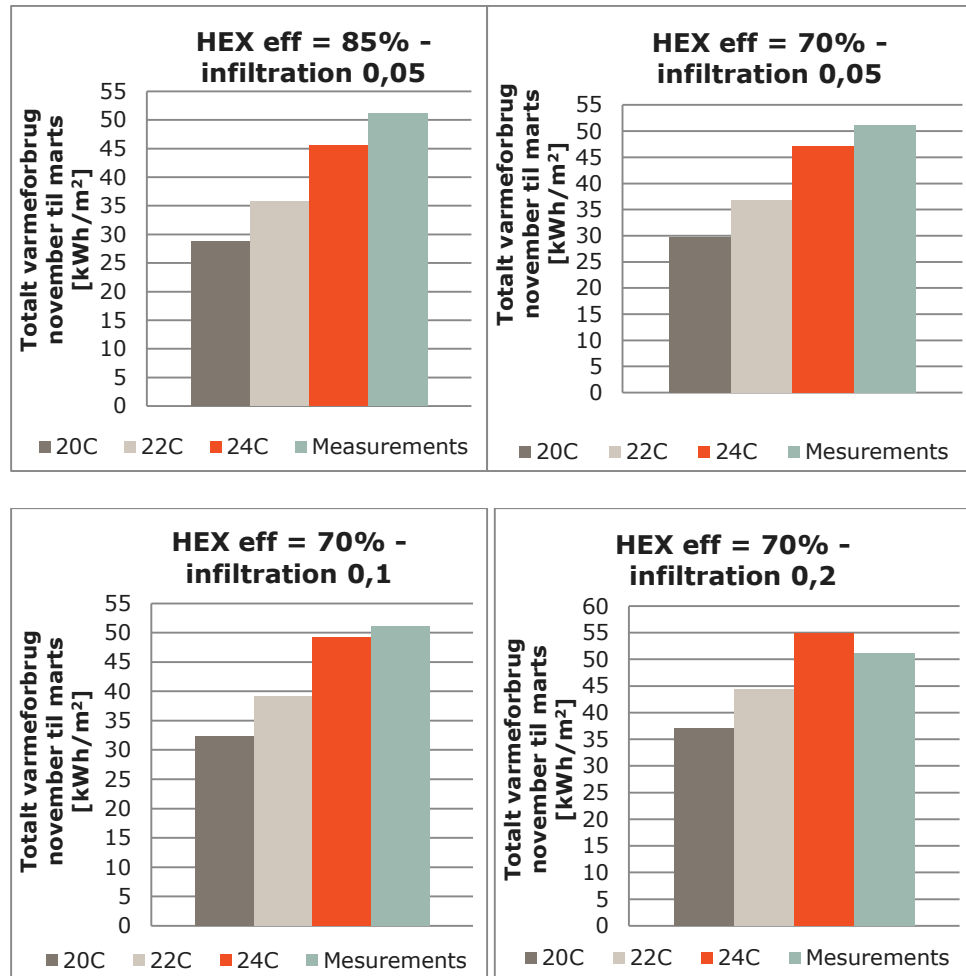 HEX eff = 85% -
infiltration 0,05
Totalt varmeforbrug
november til marts
[kWh/m²]
55
50
45
40
35
30
25
20
15
10
5
0
20C 22C 24C Measurements
HEX eff = 70% -
infiltration 0,05
Totalt varmeforbrug
november til marts
[kWh/m²]
55
50
45
40
35
30
25
20
15
10
5
0
20C 22C 24C Mesurements
HEX eff = 70% -
infiltration 0,1
Totalt varmeforbrug
november til marts
[kWh/m²]
55
50
45
40
35
30
25
20
15
10
5
0
20C 22C 24C Mesurements
HEX eff = 70% -
infiltration 0,2
Totalt varmeforbrug
november til marts
[kWh/m²]
60
55
50
45
40
35
30
25
20
15
10
5
0
20C 22C 24C Mesurements